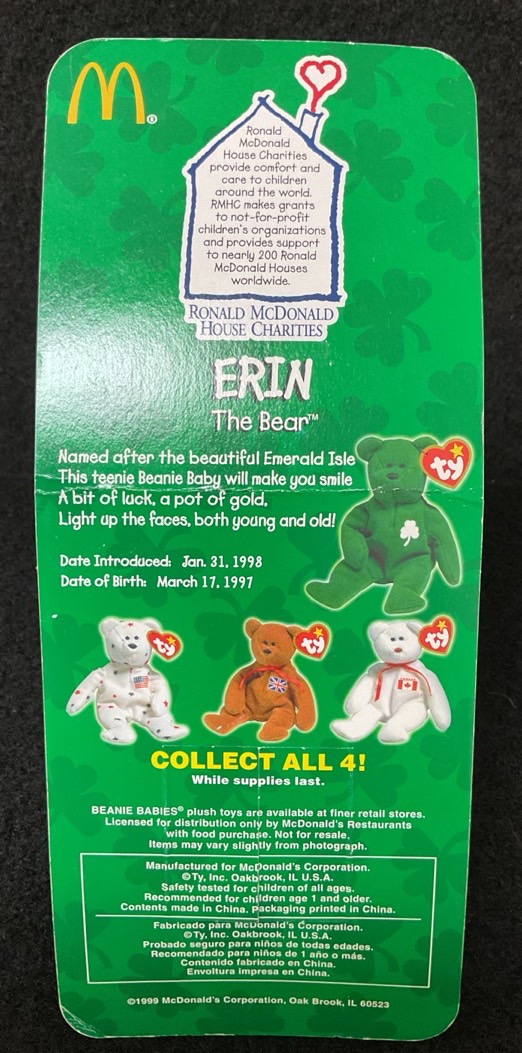 Ronald
McDonald
House Charities
provide comfort and
care to children
around the world.
RMHC makes grants
to not-for-profit
children's organizations
and provides support
to nearly 200 Ronald
McDonald Houses
worldwide.
RONALD MCDONALD
HOUSE CHARITIES
ERIN
The Bear™
Named after the beautiful Emerald Isle
This teenie Beanie Baby will make you smile
A bit of luck, a pot of gold,
Light up the faces, both young and old!
ty
Date Introduced: Jan. 31, 1998
Date of Birth: March 17, 1997
ty
ty
ty
CANADA
COLLECT ALL 4!
While supplies last.
BEANIE BABIES® plush toys are available at finer retail stores.
Licensed for distribution only by McDonald's Restaurants
with food purchase. Not for resale.
Items may vary slightly from photograph.
Manufactured for McDonald's Corporation.
©Ty, Inc. Oakbrook, IL U.S.A.
Safety tested for children of all ages.
Recommended for children age 1 and older.
Contents made in China. Packaging printed in China.
Fabricado para McDonald's Corporation.
©Ty, Inc. Oakbrook, IL U.S.A.
Probado seguro para niños de todas edades.
Recomendado para niños de 1 año o más.
Contenido fabricado en China.
Envoltura impresa en China.
©1999 McDonald's Corporation, Oak Brook, IL 60523